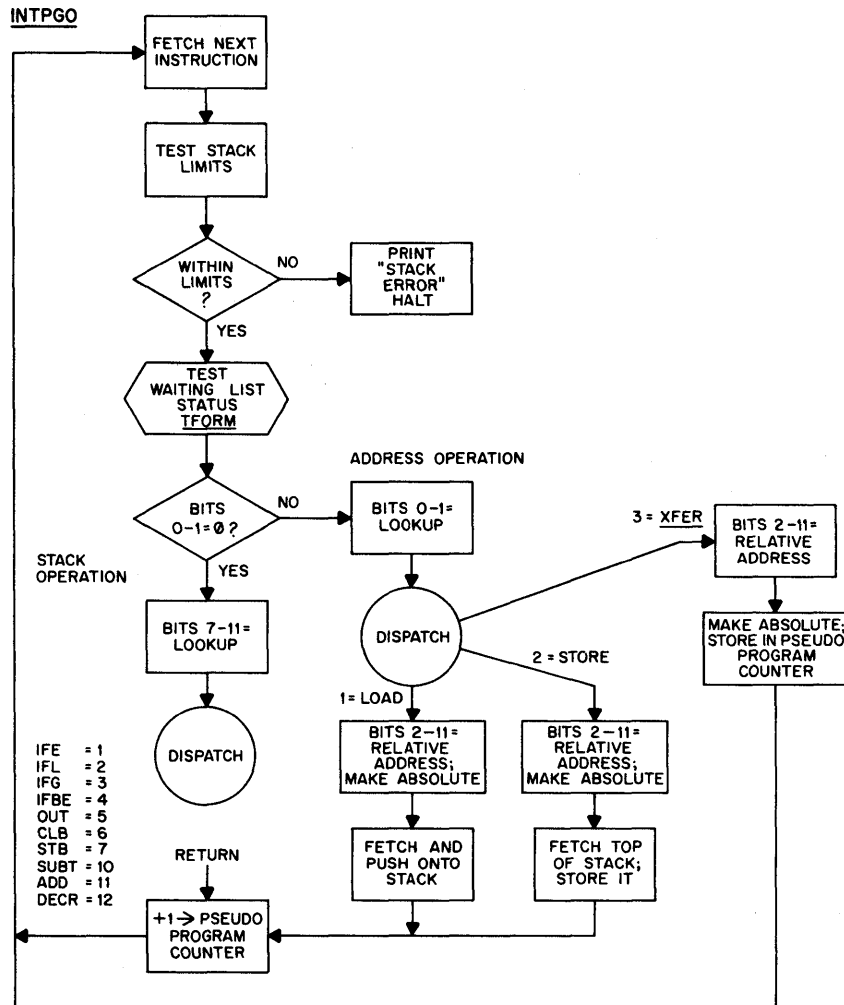 INTPGO
FETCH NEXT
INSTRUCTION
TEST STACK
LIMITS
WITHIN
LIMITS
?
NO
PRINT
"STACK
ERROR"
HALT
YES
TEST
WAITING LIST
STATUS
TFORM
ADDRESS OPERATION
BITS
0-1=0?
NO
BITS 0-1=
LOOKUP
3 = XFER
BITS 2-11=
RELATIVE
ADDRESS
STACK
OPERATION
YES
BITS 7-11=
LOOKUP
DISPATCH
MAKE ABSOLUTE;
STORE IN PSEUDO
PROGRAM
COUNTER
2 = STORE
1 = LOAD
DISPATCH
BITS 2-11=
RELATIVE
ADDRESS;
MAKE ABSOLUTE
BITS 2-11=
RELATIVE
ADDRESS;
MAKE ABSOLUTE
IFE = 1
IFL = 2
IFG = 3
IFBE = 4
OUT = 5
CLB = 6
STB = 7
SUBT = 10
ADD = 11
DECR = 12
RETURN
FETCH AND
PUSH ONTO
STACK
FETCH TOP
OF STACK;
STORE IT
+1 → PSEUDO
PROGRAM
COUNTER